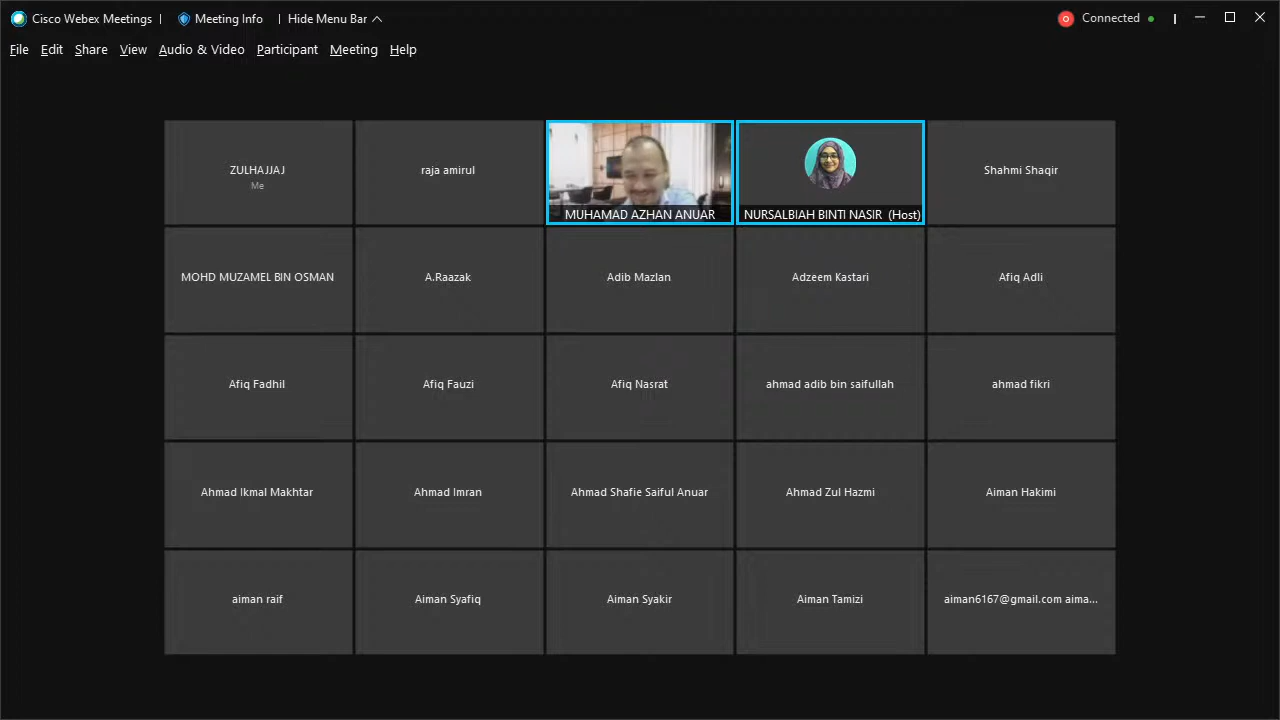 Cisco Webex Meetings | Meeting Info | Hide Menu Bar Connected
File Edit Share View Audio & Video Participant Meeting Help
ZULHAJJAJ
Me
raja amirul
MUHAMAD AZHAN ANUAR
NURSALBIAH BINTI NASIR (Host)
Shahmi Shaqir
MOHD MUZAMEL BIN OSMAN
A.Raazak
Adib Mazlan
Adzeem Kastari
Afiq Adli
Afiq Fadhil
Afiq Fauzi
Afiq Nasrat
ahmad adib bin saifullah
ahmad fikri
Ahmad Ikmal Makhtar
Ahmad Imran
Ahmad Shafie Saiful Anuar
Ahmad Zul Hazmi
Aiman Hakimi
aiman raif
Aiman Syafiq
Aiman Syakir
Aiman Tamizi
aiman6167@gmail.com aima...